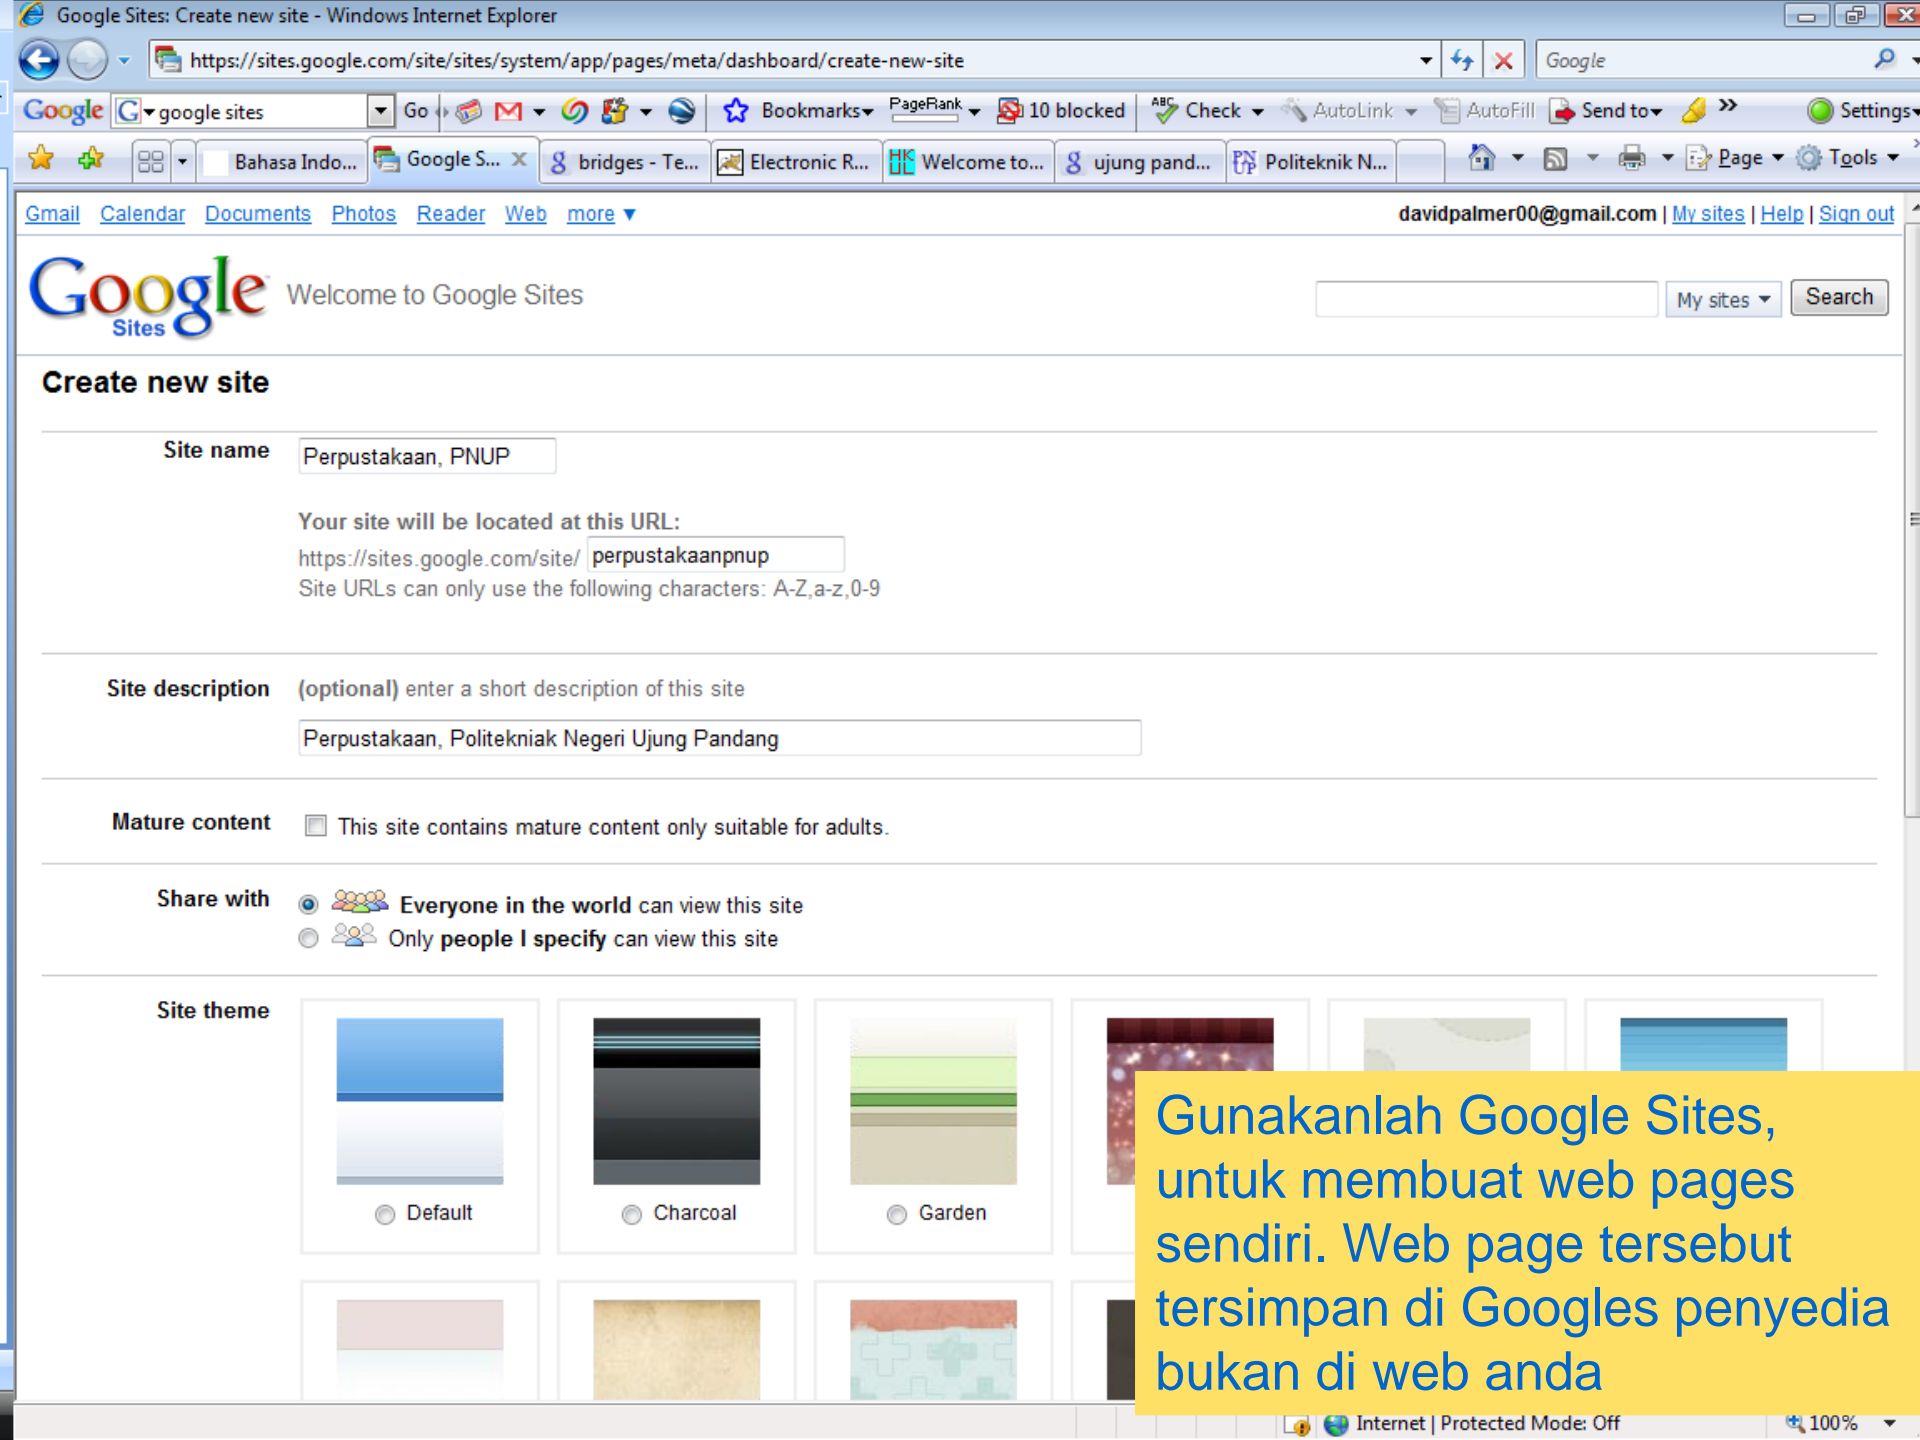 Google Sites: Create new site - Windows Internet Explorer
https://sites.google.com/site/sites/system/app/pages/meta/dashboard/create-new-site
Google
Google G google sites Go Bookmarks PageRank 10 blocked Check AutoLink AutoFill Send to Settings
Bahasa Indo... Google S... bridges - Te... Electronic R... Welcome to... ujung pand... Politeknik N... Page Tools
Gmail Calendar Documents Photos Reader Web more davidpalmer00@gmail.com | My sites | Help | Sign out
Google Sites Welcome to Google Sites My sites Search
Create new site
Site name Perpustakaan, PNUP
Your site will be located at this URL:
https://sites.google.com/site/ perpustakaanpnup
Site URLs can only use the following characters: A-Z,a-z,0-9
Site description (optional) enter a short description of this site
Perpustakaan, Politekniak Negeri Ujung Pandang
Mature content This site contains mature content only suitable for adults.
Share with Everyone in the world can view this site
Only people I specify can view this site
Site theme
Default Charcoal Garden
Gunakanlah Google Sites,
untuk membuat web pages
sendiri. Web page tersebut
tersimpan di Googles penyedia
bukan di web anda
Internet | Protected Mode: Off 100%